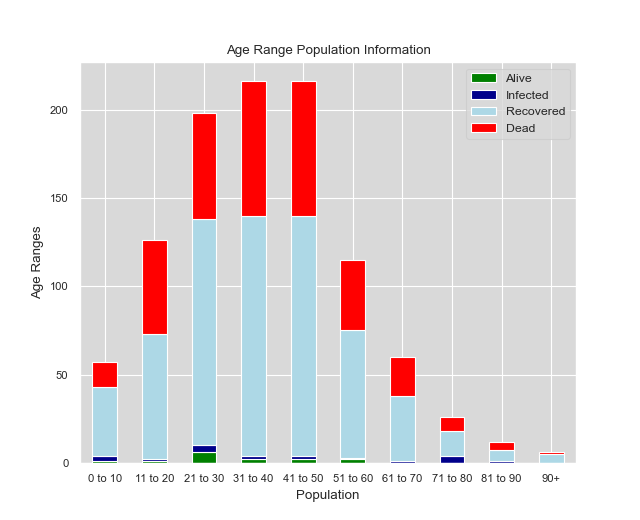 Age Range Population Information
Alive
Infected
Recovered
Dead
200
150
100
50
0
Age Ranges
0 to 10 11 to 20 21 to 30 31 to 40 41 to 50 51 to 60 61 to 70 71 to 80 81 to 90 90+
Population